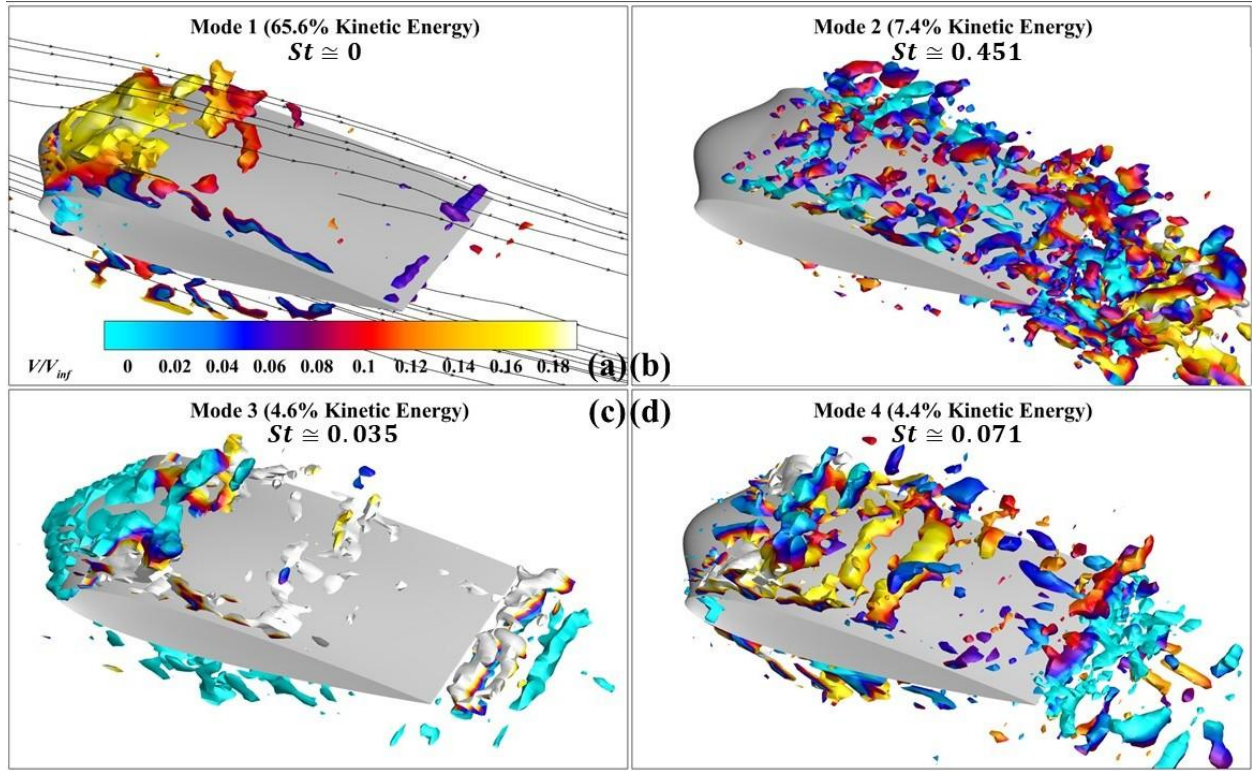 Mode 1 (65.6% Kinetic Energy)
St ≅ 0
V/V_inf 0 0.02 0.04 0.06 0.08 0.1 0.12 0.14 0.16 0.18
(a)
Mode 2 (7.4% Kinetic Energy)
St ≅ 0.451
(b)
Mode 3 (4.6% Kinetic Energy)
St ≅ 0.035
(c)
Mode 4 (4.4% Kinetic Energy)
St ≅ 0.071
(d)